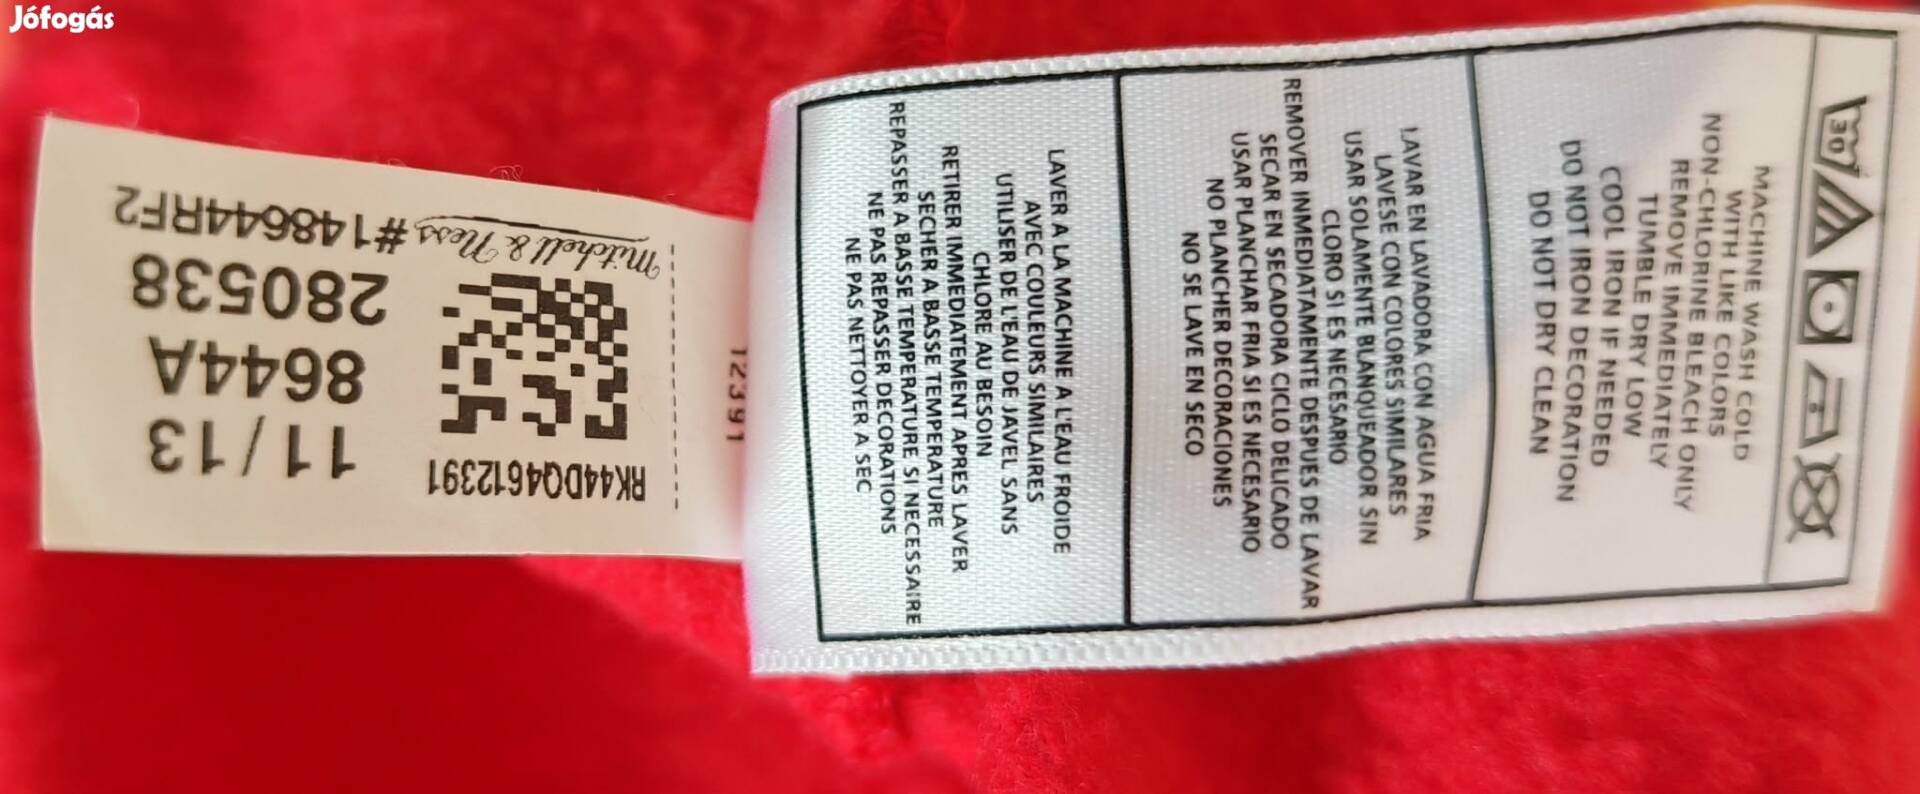 Jófogás
MACHINE WASH COLD
WITH LIKE COLORS
NON-CHLORINE BLEACH ONLY
REMOVE IMMEDIATELY
TUMBLE DRY LOW
COOL IRON IF NEEDED
DO NOT IRON DECORATION
DO NOT DRY CLEAN
LAVAR EN LAVADORA CON AGUA FRIA
LAVESE CON COLORES SIMILARES
USAR SOLAMENTE BLANQUEADOR SIN
CLORO SI ES NECESARIO
REMOVER INMEDIATAMENTE DESPUES DE LAVAR
SECAR EN SECADORA CICLO DELICADO
USAR PLANCHAR FRIA SI ES NECESARIO
NO PLANCHER DECORACIONES
NO SE LAVE EN SECO
LAVER A LA MACHINE A L'EAU FROIDE
AVEC COULEURS SIMILAIRES
UTILISER DE L'EAU DE JAVEL SANS
CHLORE AU BESOIN
RETIRER IMMEDIATEMENT APRES LAVER
SECHER A BASSE TEMPERATURE
REPASSER A BASSE TEMPERATURE SI NECESSAIRE
NE PAS REPASSER DECORATIONS
NE PAS NETTOYER A SEC
30
12391
RK44DQ4612391
Mitchell & Ness
11/13
8644A
280538
#148644RF2